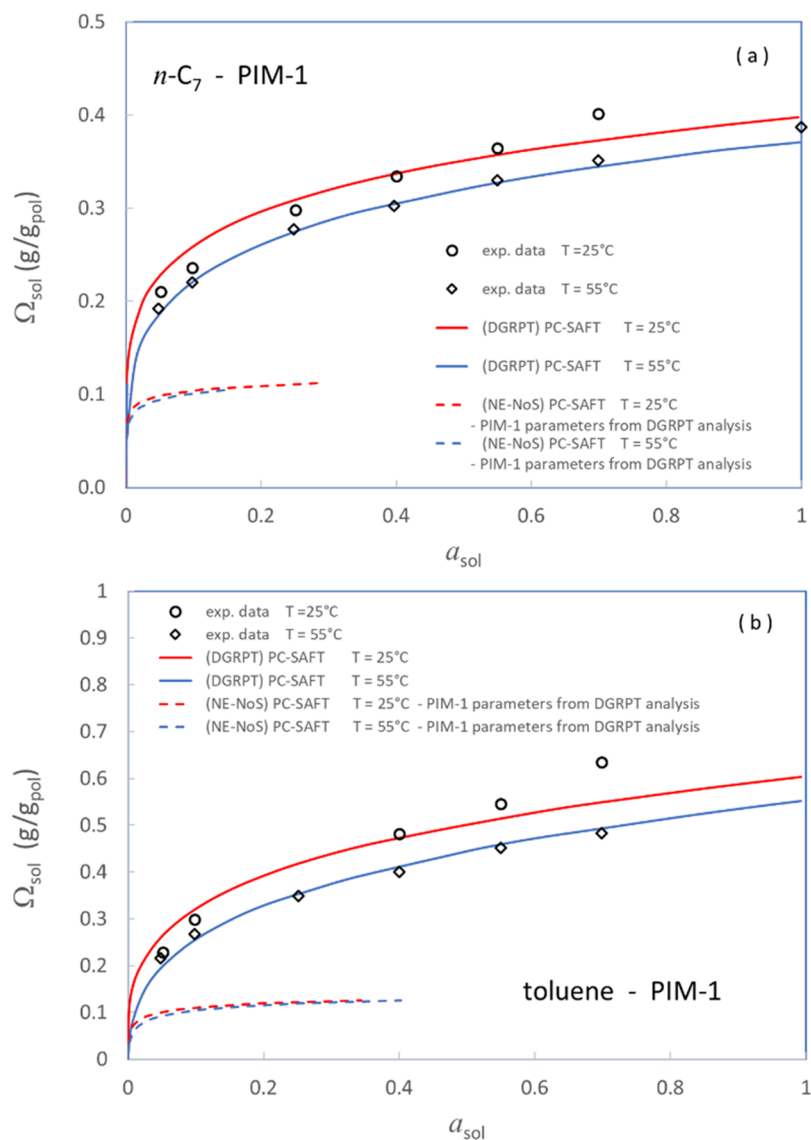 0.5
n-C7 - PIM-1
( a )
0.4
0.3
Ωsol (g/gpol)
exp. data T =25°C
exp. data T = 55°C
0.2
(DGRPT) PC-SAFT T = 25°C
(DGRPT) PC-SAFT T = 55°C
0.1
(NE-NoS) PC-SAFT T = 25°C
- PIM-1 parameters from DGRPT analysis
(NE-NoS) PC-SAFT T = 55°C
- PIM-1 parameters from DGRPT analysis
0.0
0 0.2 0.4 0.6 0.8 1
asol
1
exp. data T =25°C
( b )
exp. data T = 55°C
0.9
(DGRPT) PC-SAFT T = 25°C
(DGRPT) PC-SAFT T = 55°C
0.8
(NE-NoS) PC-SAFT T = 25°C - PIM-1 parameters from DGRPT analysis
(NE-NoS) PC-SAFT T = 55°C - PIM-1 parameters from DGRPT analysis
0.7
0.6
0.5
Ωsol (g/gpol)
0.4
0.3
0.2
toluene - PIM-1
0.1
0
0 0.2 0.4 0.6 0.8 1
asol